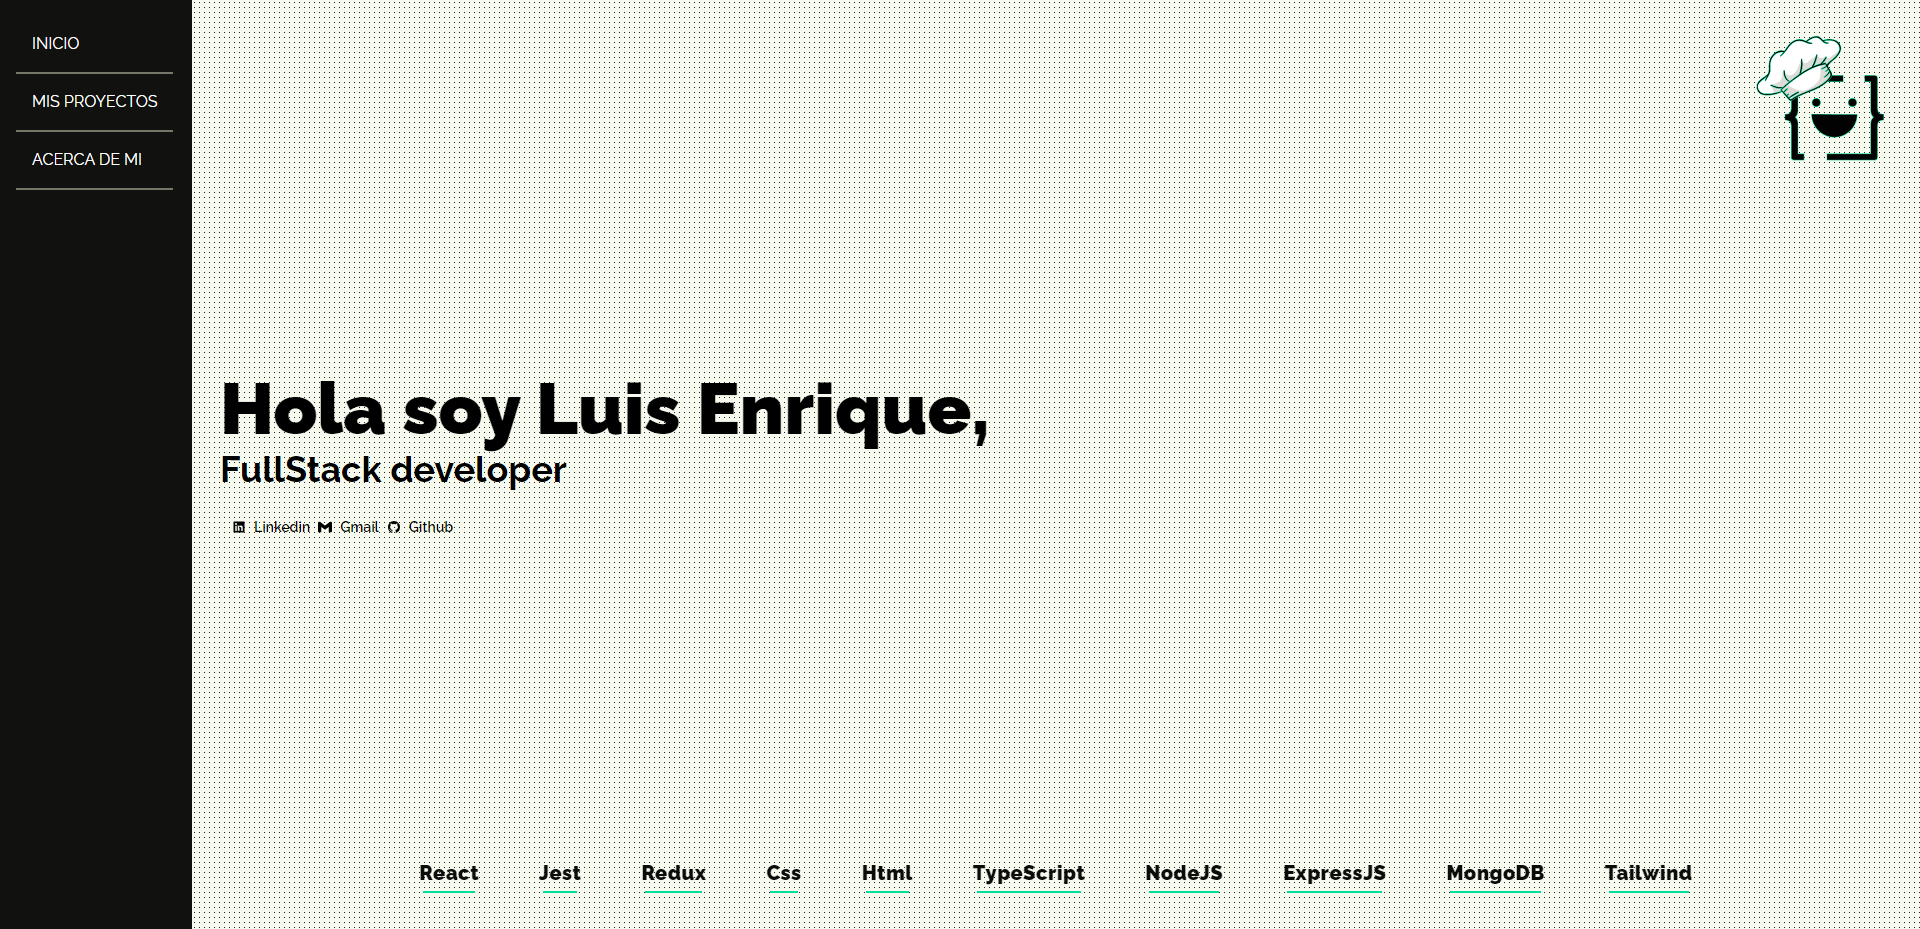 INICIO
MIS PROYECTOS
ACERCA DE MI
Hola soy Luis Enrique,
FullStack developer
Linkedin Gmail Github
React Jest Redux Css Html TypeScript NodeJS ExpressJS MongoDB Tailwind